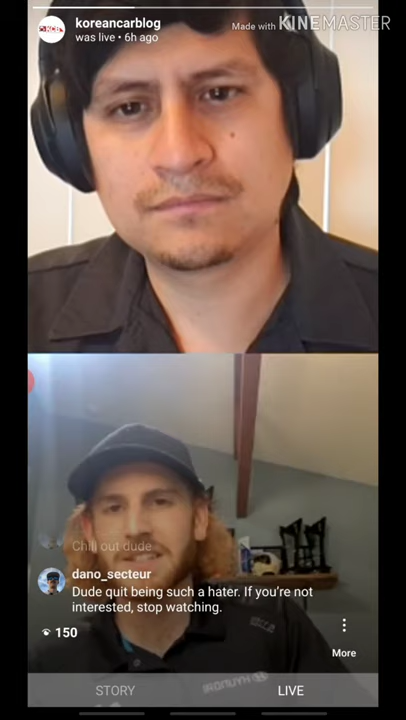 koreancarblog
was live • 6h ago
Made with KINEMASTER
KCB
Chill out dude
dano_secteur
Dude quit being such a hater. If you're not
interested, stop watching.
150
More
STORY
LIVE